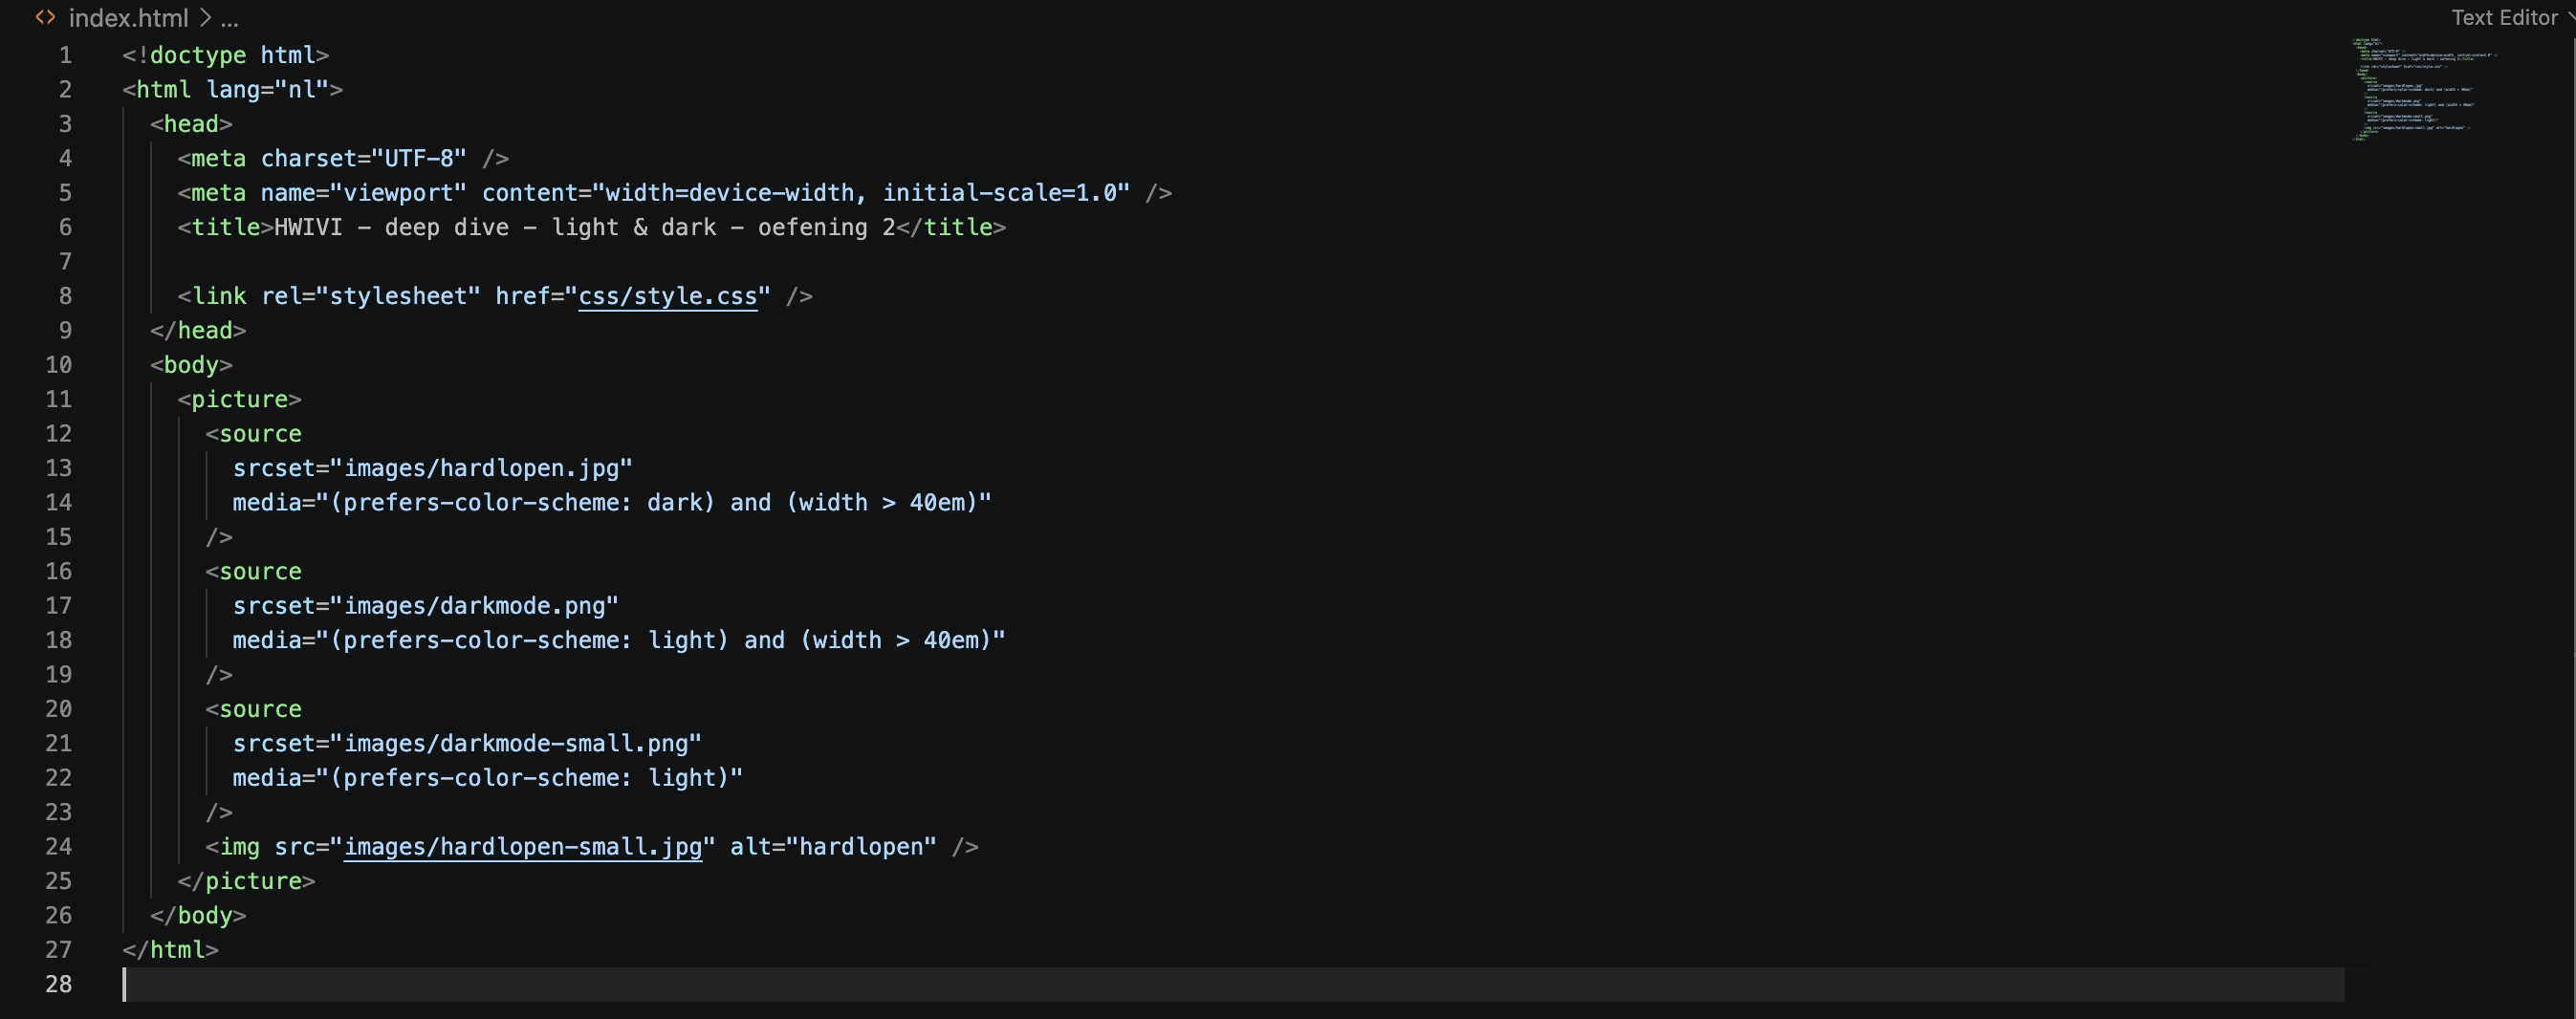 index.html > ...
Text Editor
1 <!doctype html>
2 <html lang="nl">
3 <head>
4 <meta charset="UTF-8" />
5 <meta name="viewport" content="width=device-width, initial-scale=1.0" />
6 <title>HWIVI - deep dive - light & dark - oefening 2</title>
7
8 <link rel="stylesheet" href="css/style.css" />
9 </head>
10 <body>
11 <picture>
12 <source
13 srcset="images/hardlopen.jpg"
14 media="(prefers-color-scheme: dark) and (width > 40em)"
15 />
16 <source
17 srcset="images/darkmode.png"
18 media="(prefers-color-scheme: light) and (width > 40em)"
19 />
20 <source
21 srcset="images/darkmode-small.png"
22 media="(prefers-color-scheme: light)"
23 />
24 <img src="images/hardlopen-small.jpg" alt="hardlopen" />
25 </picture>
26 </body>
27 </html>
28